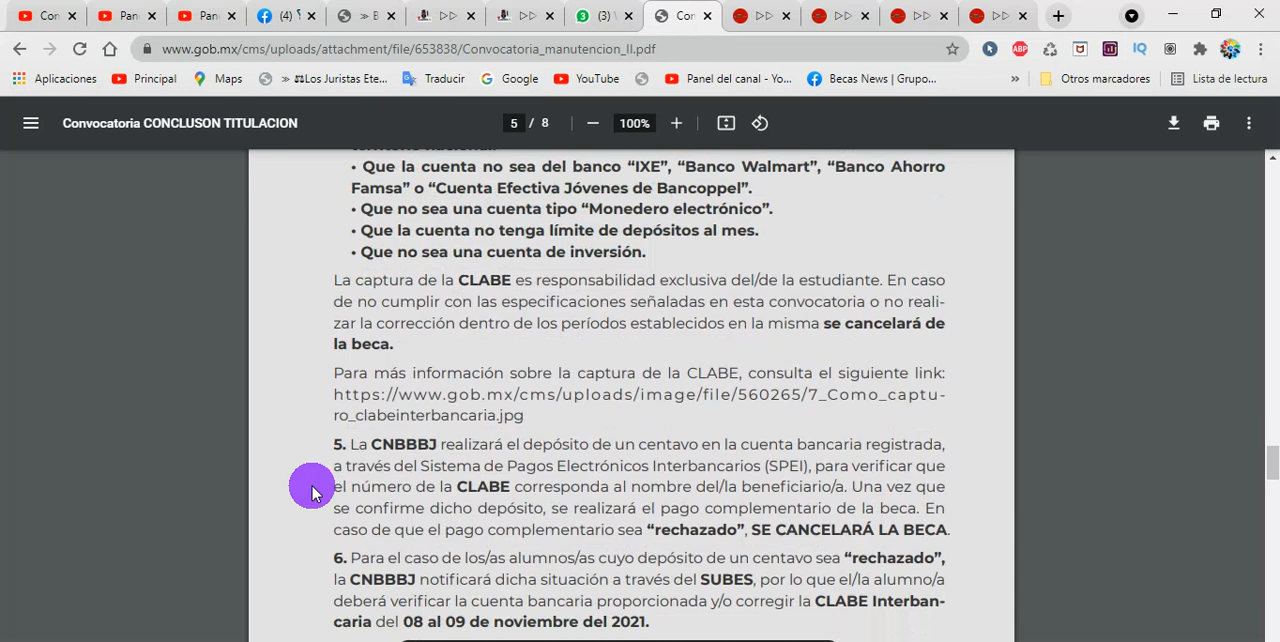 Con
Pan
Pan
(4) Y
» B
▷▷
▷▷
(3) V
Con
▷▷
▷▷
▷▷
▷▷
www.gob.mx/cms/uploads/attachment/file/653838/Convocatoria_manutencion_II.pdf
ABP
IQ
Aplicaciones
Principal
Maps
» ⚖Los Juristas Ete...
Traducir
Google
YouTube
Panel del canal - Yo...
Becas News | Grupo...
»
Otros marcadores
Lista de lectura
Convocatoria CONCLUSON TITULACION
5 / 8
100%
territorio nacional.
• Que la cuenta no sea del banco “IXE”, “Banco Walmart”, “Banco Ahorro
Famsa” o “Cuenta Efectiva Jóvenes de Bancoppel”.
• Que no sea una cuenta tipo “Monedero electrónico”.
• Que la cuenta no tenga límite de depósitos al mes.
• Que no sea una cuenta de inversión.
La captura de la CLABE es responsabilidad exclusiva del/de la estudiante. En caso
de no cumplir con las especificaciones señaladas en esta convocatoria o no reali-
zar la corrección dentro de los períodos establecidos en la misma se cancelará de
la beca.
Para más información sobre la captura de la CLABE, consulta el siguiente link:
https://www.gob.mx/cms/uploads/image/file/560265/7_Como_captu-
ro_clabeinterbancaria.jpg
5. La CNBBBJ realizará el depósito de un centavo en la cuenta bancaria registrada,
a través del Sistema de Pagos Electrónicos Interbancarios (SPEI), para verificar que
el número de la CLABE corresponda al nombre del/la beneficiario/a. Una vez que
se confirme dicho depósito, se realizará el pago complementario de la beca. En
caso de que el pago complementario sea “rechazado”, SE CANCELARÁ LA BECA.
6. Para el caso de los/as alumnos/as cuyo depósito de un centavo sea “rechazado”,
la CNBBBJ notificará dicha situación a través del SUBES, por lo que el/la alumno/a
deberá verificar la cuenta bancaria proporcionada y/o corregir la CLABE Interban-
caria del 08 al 09 de noviembre del 2021.